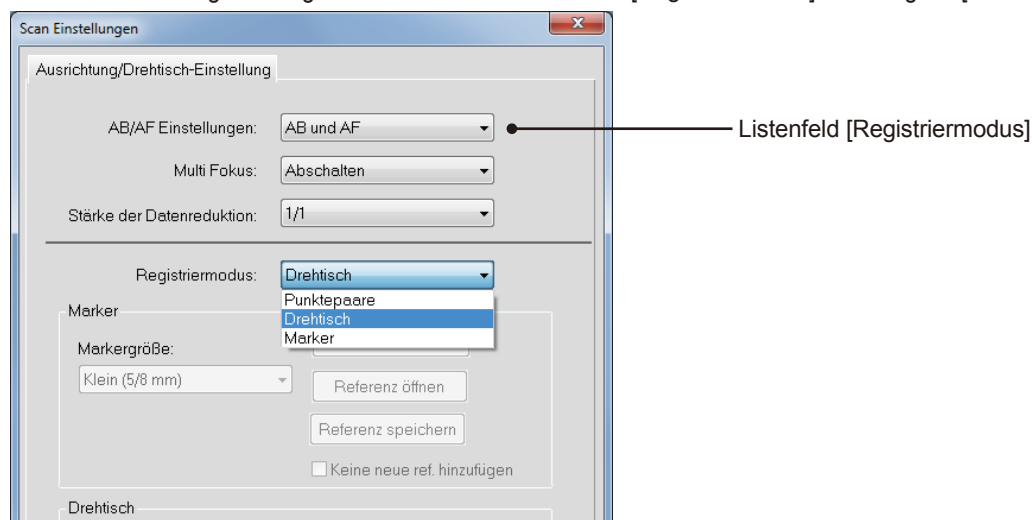 Scan Einstellungen
Ausrichtung/Drehtisch-Einstellung
AB/AF Einstellungen: AB und AF
Listenfeld [Registriermodus]
Multi Fokus: Abschalten
Stärke der Datenreduktion: 1/1
Registriermodus: Drehtisch
Punktepaare
Drehtisch
Marker
Marker
Markergröße:
Klein (5/8 mm)
Referenz öffnen
Referenz speichern
Keine neue ref. hinzufügen
Drehtisch